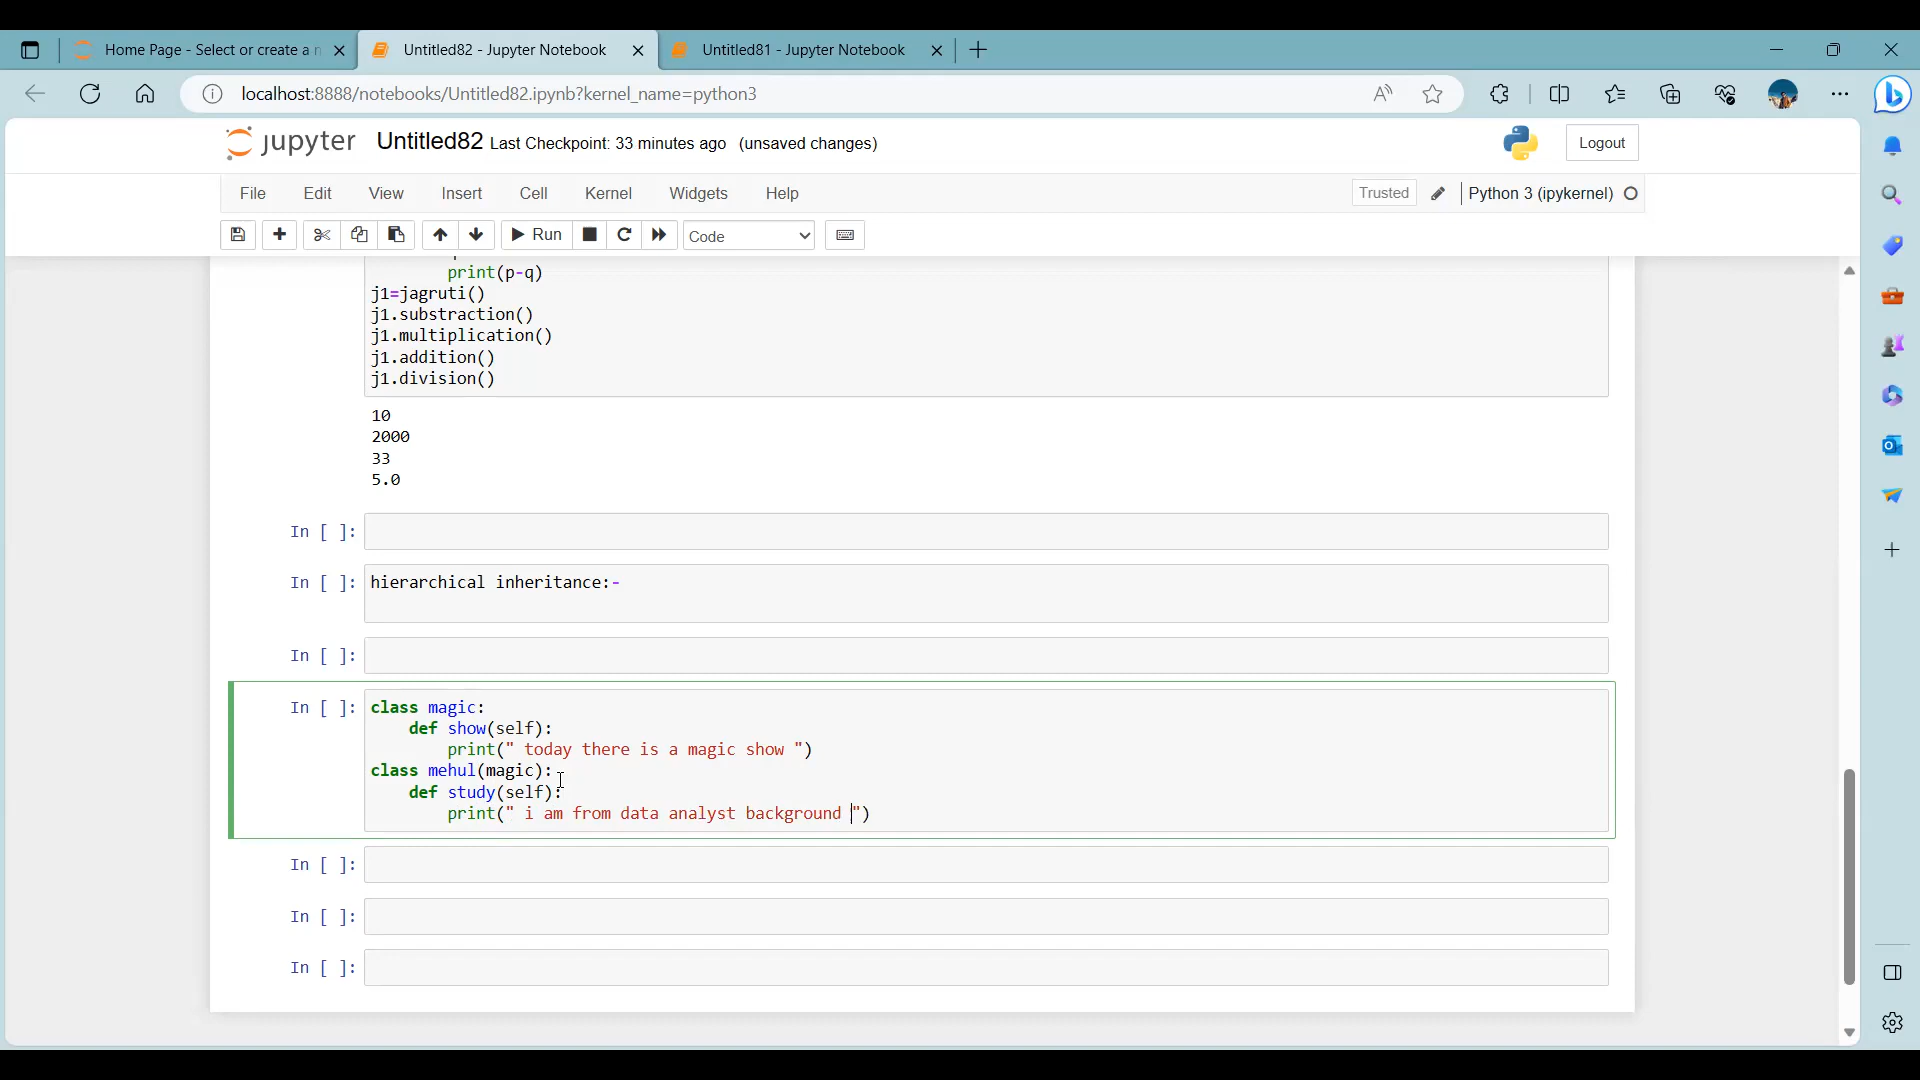 Home Page - Select or create a n
Untitled82 - Jupyter Notebook
Untitled81 - Jupyter Notebook
localhost:8888/notebooks/Untitled82.ipynb?kernel_name=python3
jupyter Untitled82 Last Checkpoint: 33 minutes ago (unsaved changes)
Logout
File Edit View Insert Cell Kernel Widgets Help
Trusted Python 3 (ipykernel)
Run Code
print(p-q)
j1=jagruti()
j1.substraction()
j1.multiplication()
j1.addition()
j1.division()
10
2000
33
5.0
In [ ]:
In [ ]: hierarchical inheritance:-
In [ ]:
In [ ]: class magic:
def show(self):
print(" today there is a magic show ")
class mehul(magic):
def study(self):
print(" i am from data analyst background ")
In [ ]:
In [ ]:
In [ ]: